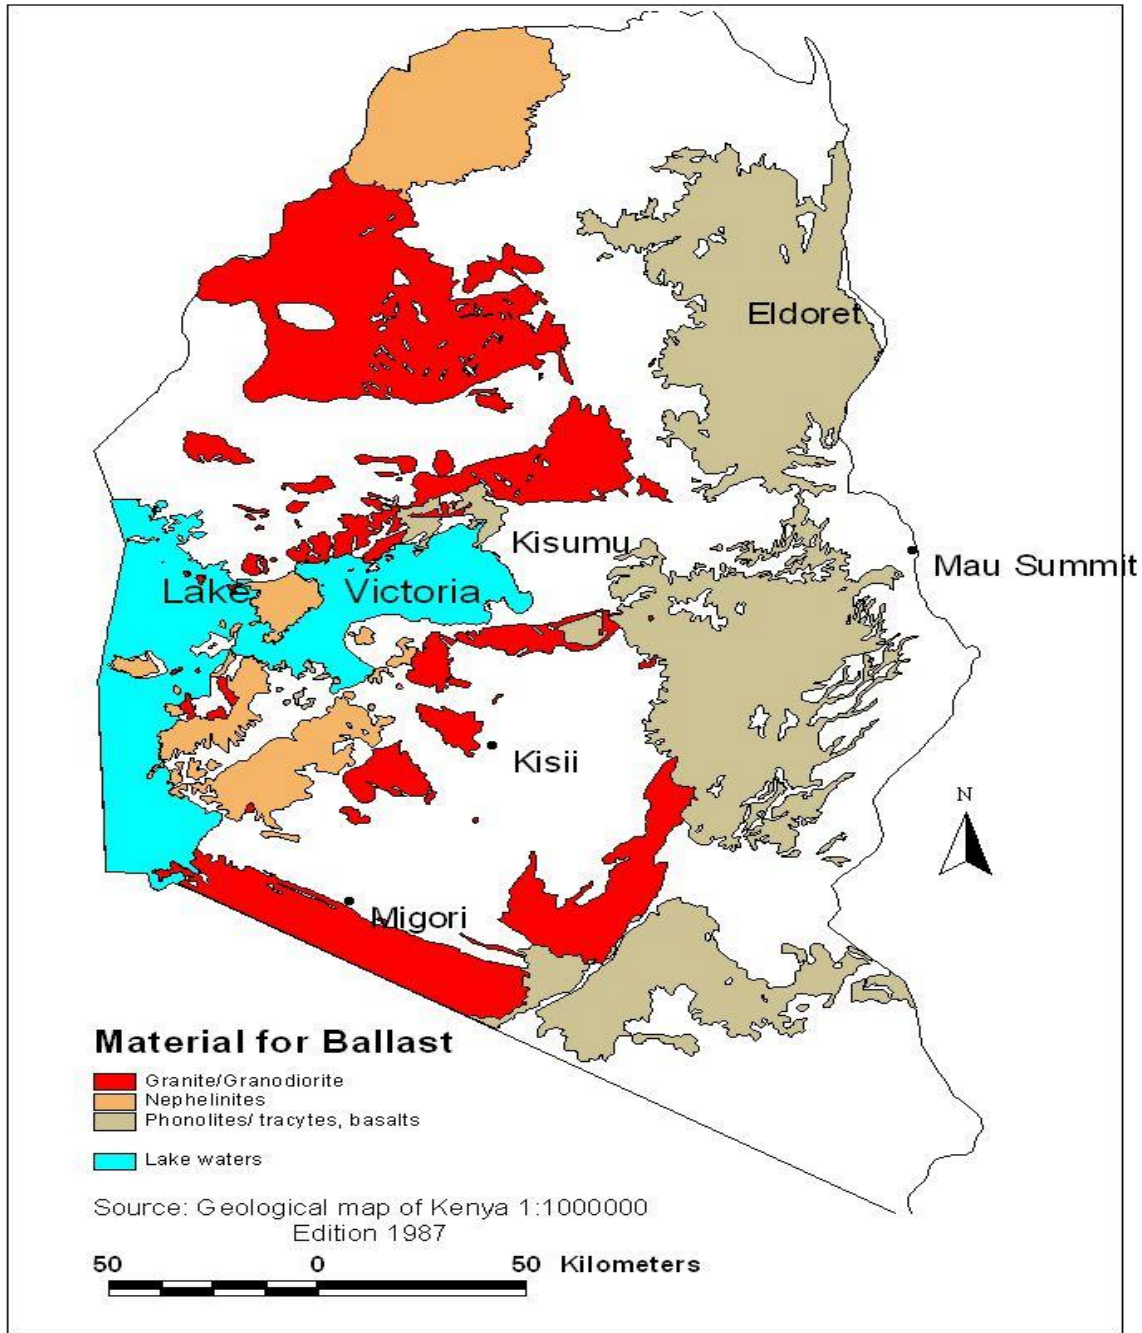 Eldoret
Kisumu
Mau Summit
Lake Victoria
Kisii
N
Migori
Material for Ballast
Granite/Granodiorite
Nephelinites
Phonolites/ tracytes, basalts
Lake waters
Source: Geological map of Kenya 1:1000000
Edition 1987
50 0 50 Kilometers